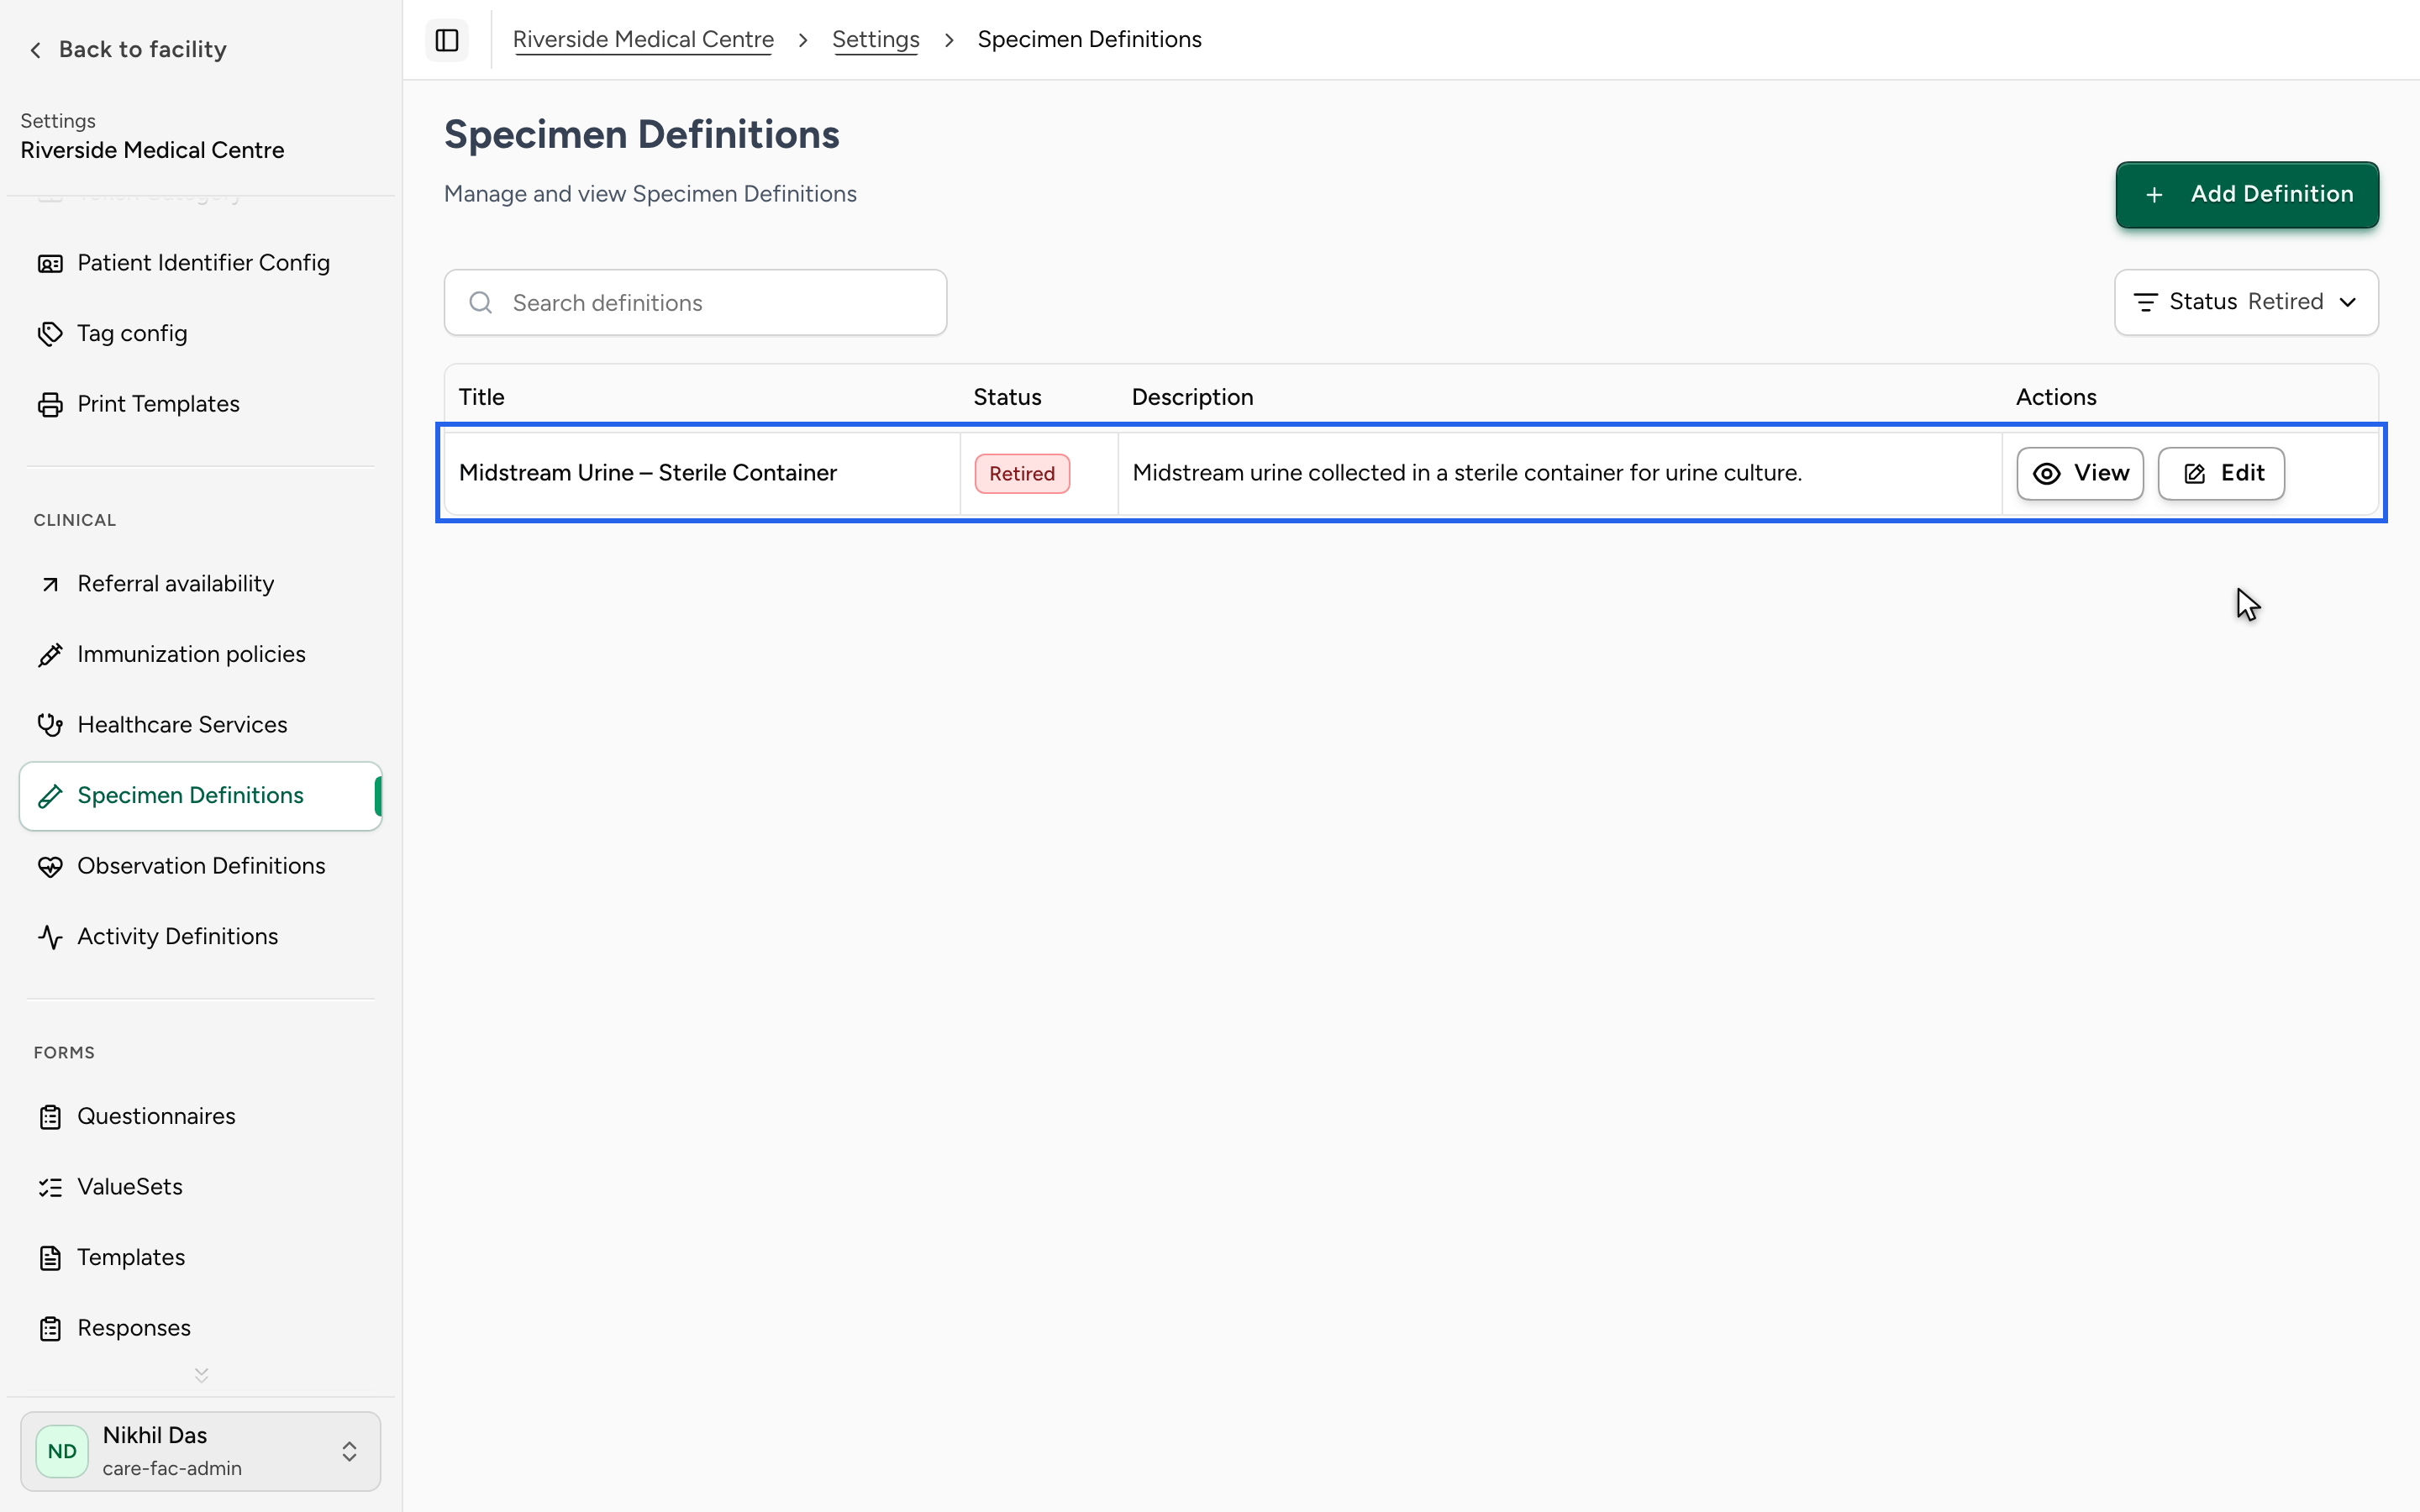 Back to facility
Settings
Riverside Medical Centre
Patient Identifier Config
Tag config
Print Templates
CLINICAL
Referral availability
Immunization policies
Healthcare Services
Specimen Definitions
Observation Definitions
Activity Definitions
FORMS
Questionnaires
ValueSets
Templates
Responses
ND
Nikhil Das
care-fac-admin
Riverside Medical Centre > Settings > Specimen Definitions
Specimen Definitions
Manage and view Specimen Definitions
+ Add Definition
Search definitions
Status Retired
Title Status Description Actions
Midstream Urine – Sterile Container Retired Midstream urine collected in a sterile container for urine culture. View Edit